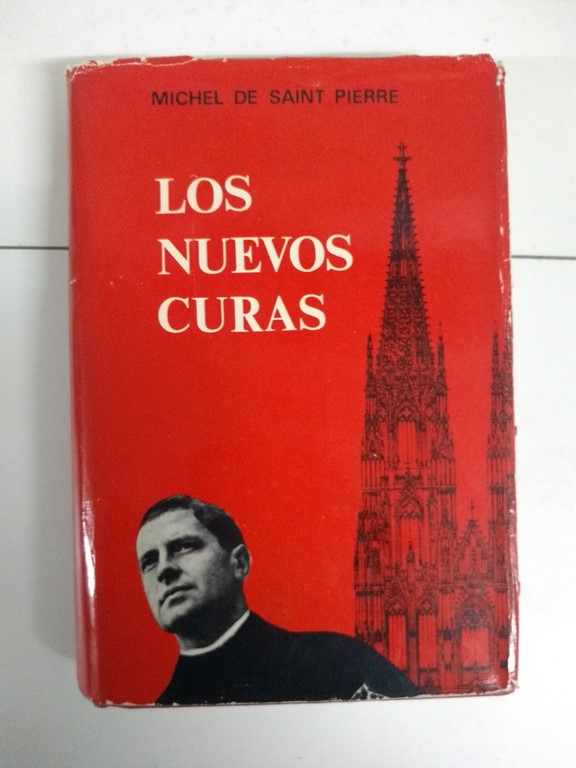 MICHEL DE SAINT PIERRE
LOS
NUEVOS
CURAS